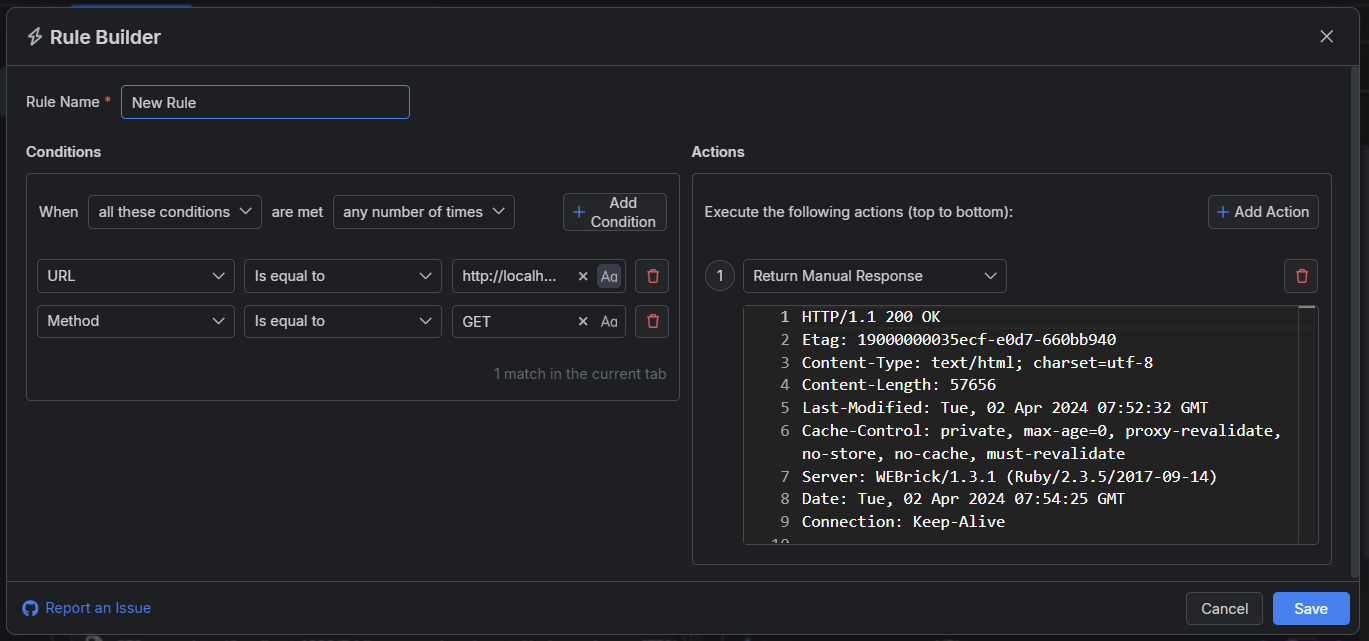 Rule Builder
Rule Name *
New Rule
Conditions
When all these conditions are met any number of times
Add Condition
URL Is equal to http://localh... Aa
Method Is equal to GET Aa
1 match in the current tab
Actions
Execute the following actions (top to bottom):
Add Action
1 Return Manual Response
1 HTTP/1.1 200 OK
2 Etag: 19000000035ecf-e0d7-660bb940
3 Content-Type: text/html; charset=utf-8
4 Content-Length: 57656
5 Last-Modified: Tue, 02 Apr 2024 07:52:32 GMT
6 Cache-Control: private, max-age=0, proxy-revalidate,
no-store, no-cache, must-revalidate
7 Server: WEBrick/1.3.1 (Ruby/2.3.5/2017-09-14)
8 Date: Tue, 02 Apr 2024 07:54:25 GMT
9 Connection: Keep-Alive
10
Report an Issue
Cancel
Save